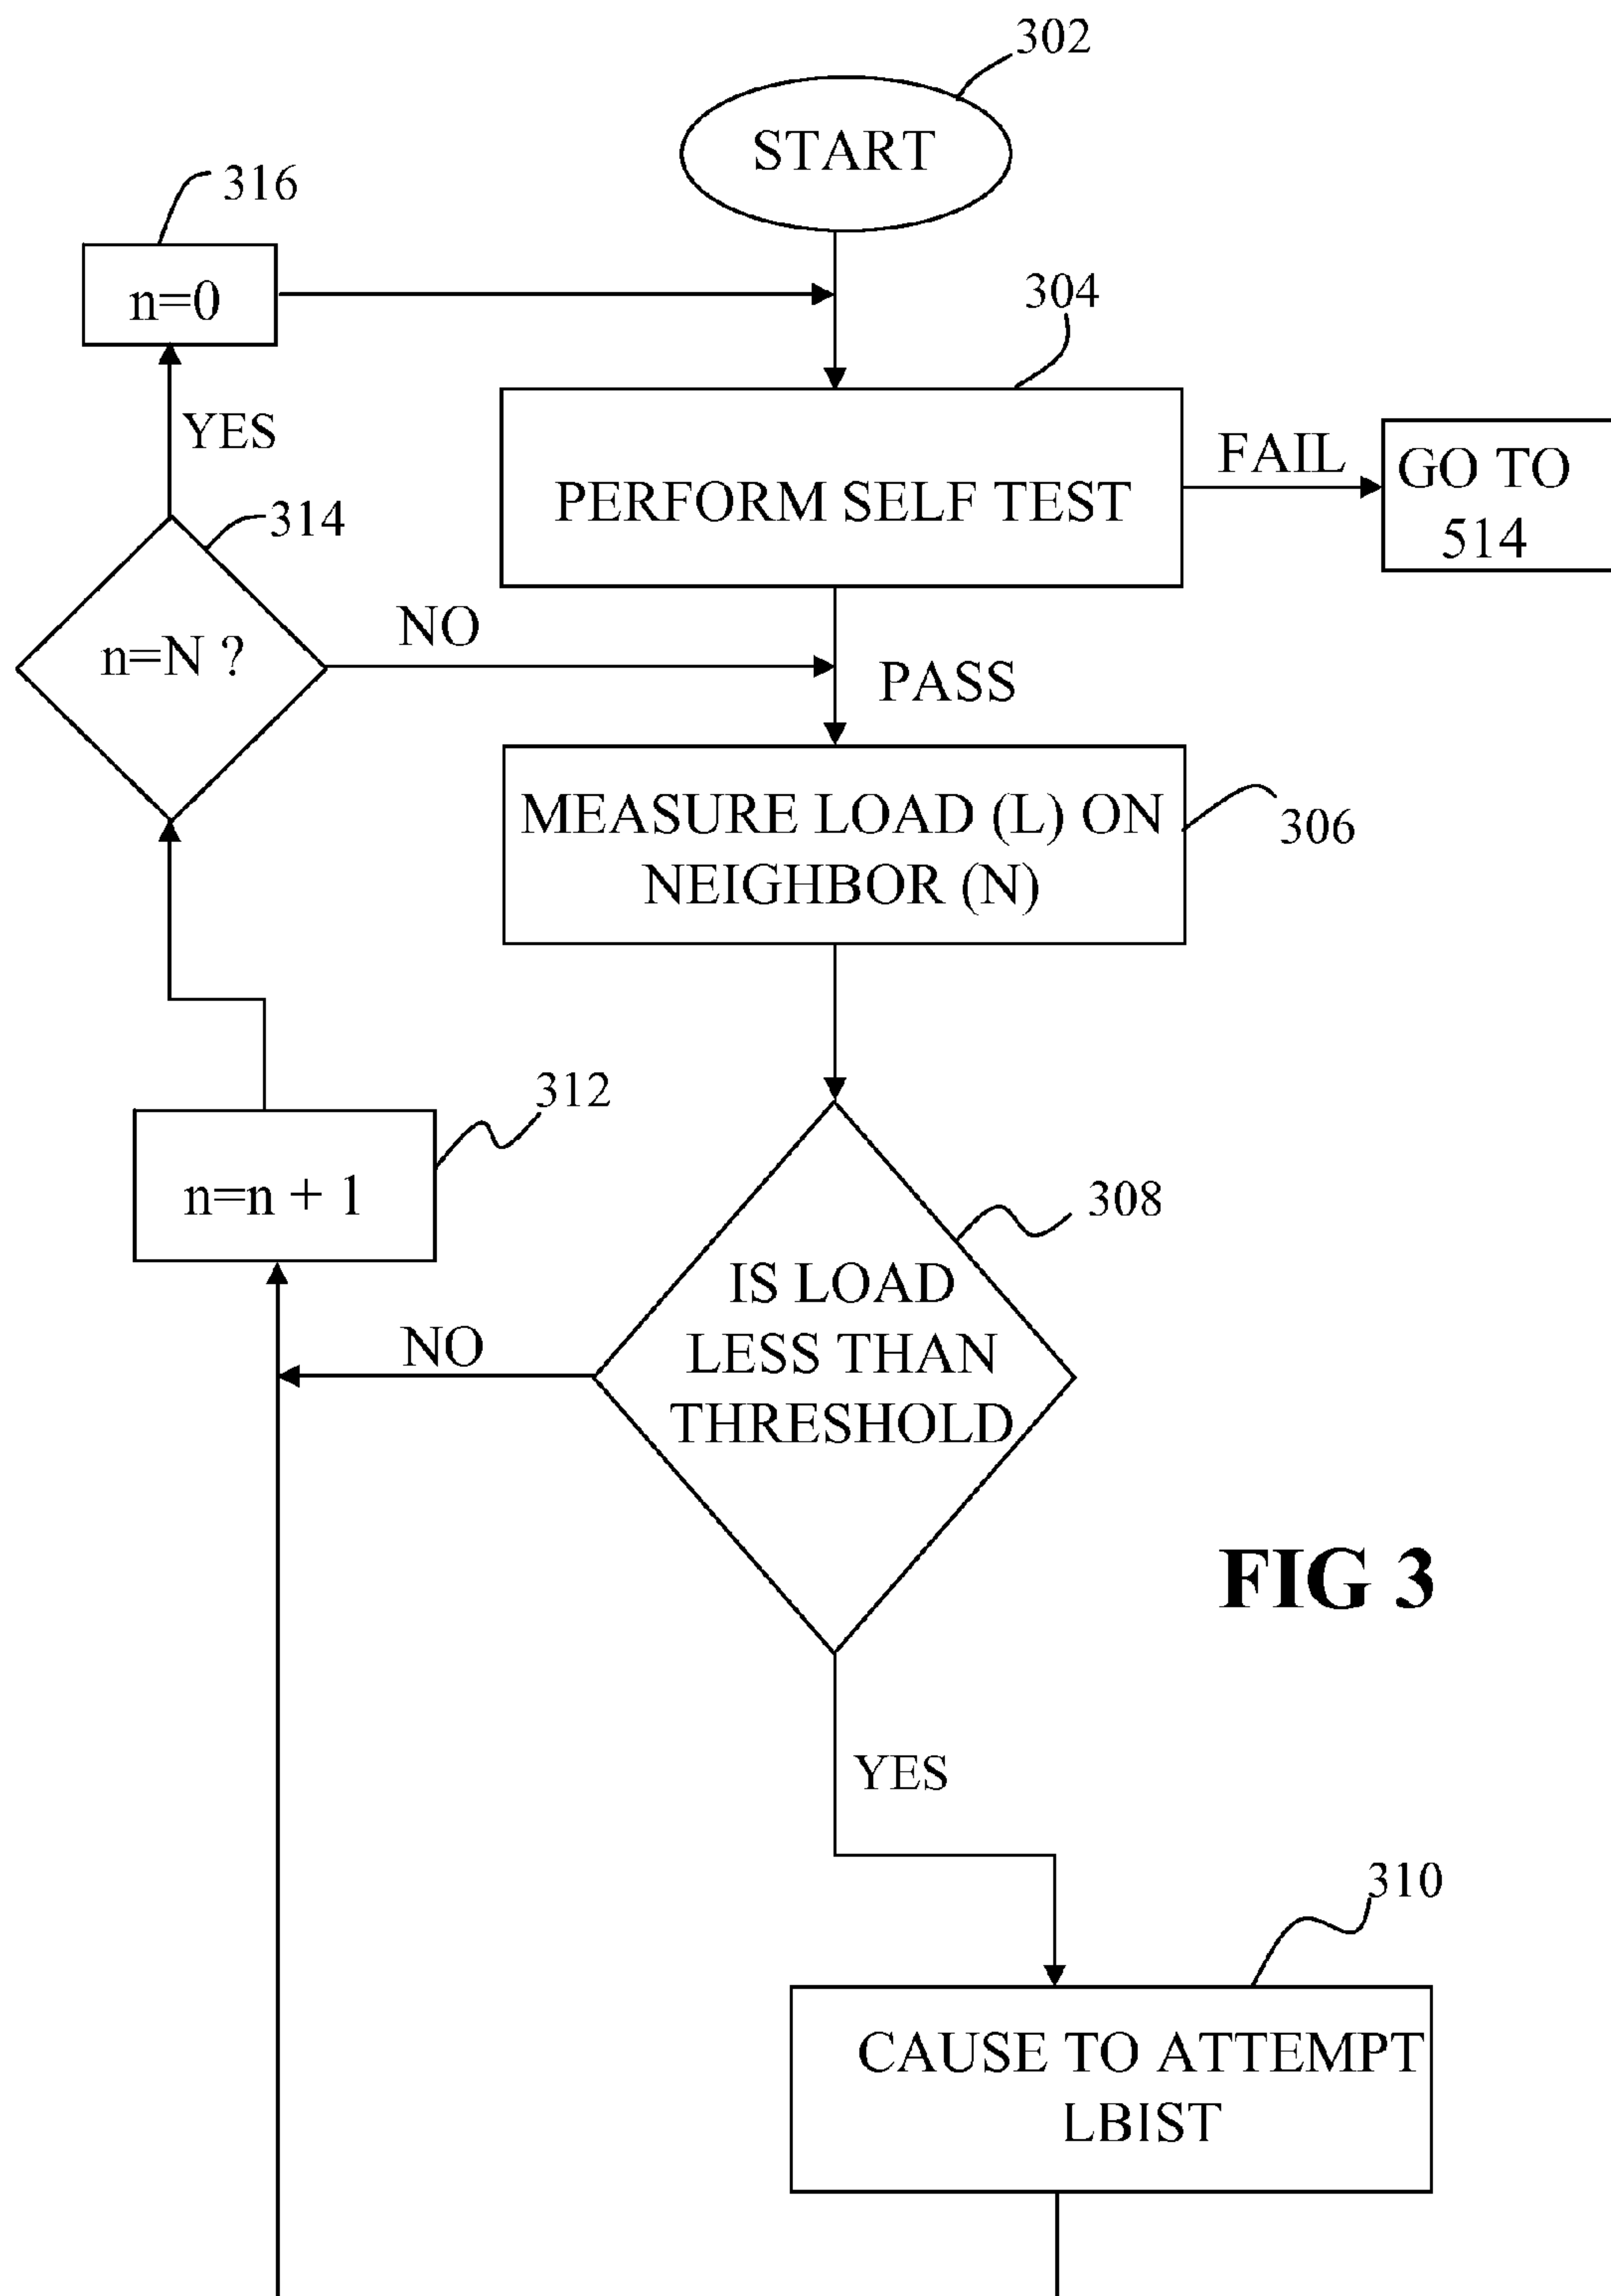 302
START
316
n=0
304
YES
PERFORM SELF TEST
FAIL
GO TO
514
314
n=N ?
NO
PASS
MEASURE LOAD (L) ON
NEIGHBOR (N)
306
312
n=n + 1
308
IS LOAD
LESS THAN
THRESHOLD
NO
FIG 3
YES
310
CAUSE TO ATTEMPT
LBIST